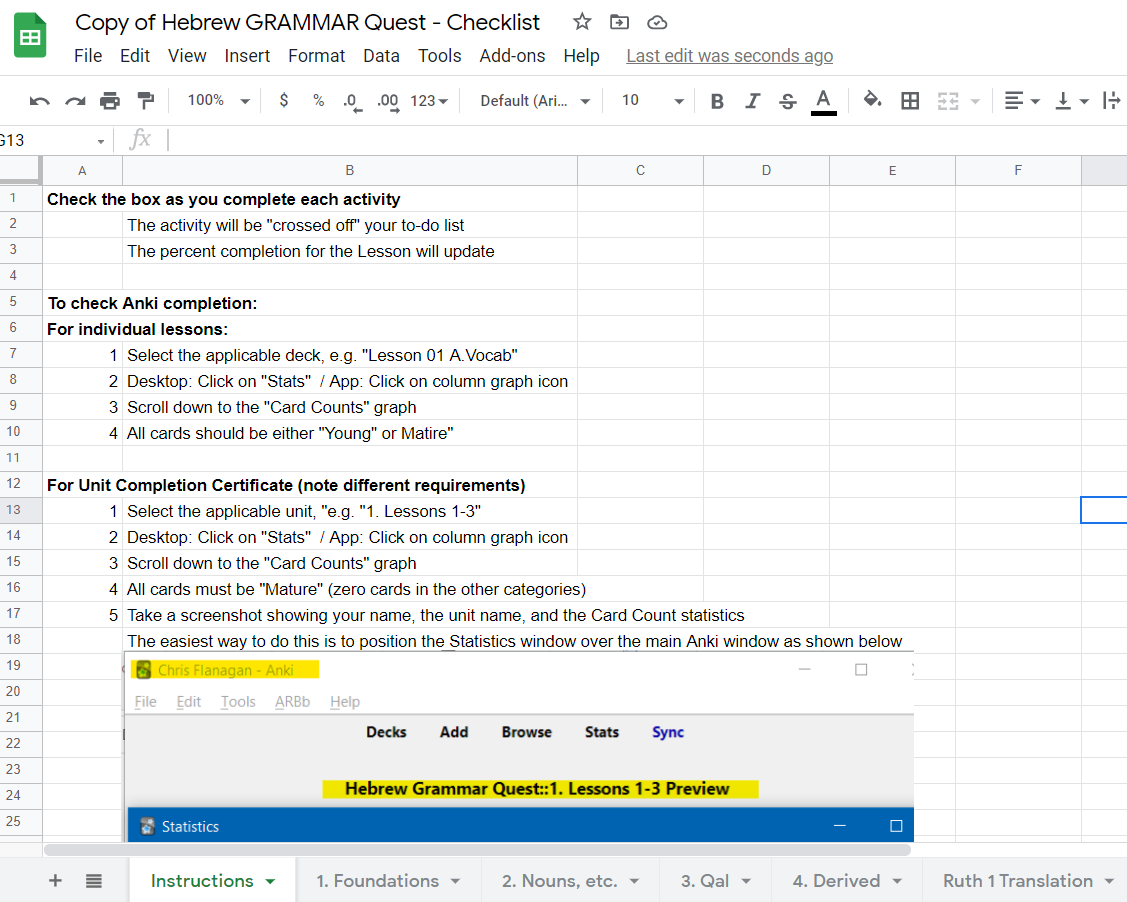 Copy of Hebrew GRAMMAR Quest - Checklist
File Edit View Insert Format Data Tools Add-ons Help Last edit was seconds ago
100% $ % .0 .00 123 Default (Ari... 10 B I S A
G13 fx
A B C D E F
1 Check the box as you complete each activity
2 The activity will be "crossed off" your to-do list
3 The percent completion for the Lesson will update
4
5 To check Anki completion:
6 For individual lessons:
7 1 Select the applicable deck, e.g. "Lesson 01 A.Vocab"
8 2 Desktop: Click on "Stats" / App: Click on column graph icon
9 3 Scroll down to the "Card Counts" graph
10 4 All cards should be either "Young" or Matire"
11
12 For Unit Completion Certificate (note different requirements)
13 1 Select the applicable unit, "e.g. "1. Lessons 1-3"
14 2 Desktop: Click on "Stats" / App: Click on column graph icon
15 3 Scroll down to the "Card Counts" graph
16 4 All cards must be "Mature" (zero cards in the other categories)
17 5 Take a screenshot showing your name, the unit name, and the Card Count statistics
18 The easiest way to do this is to position the Statistics window over the main Anki window as shown below
19 Chris Flanagan - Anki
20 File Edit Tools ARBb Help
21
22 Decks Add Browse Stats Sync
23
24 Hebrew Grammar Quest::1. Lessons 1-3 Preview
25 Statistics
Instructions 1. Foundations 2. Nouns, etc. 3. Qal 4. Derived Ruth 1 Translation